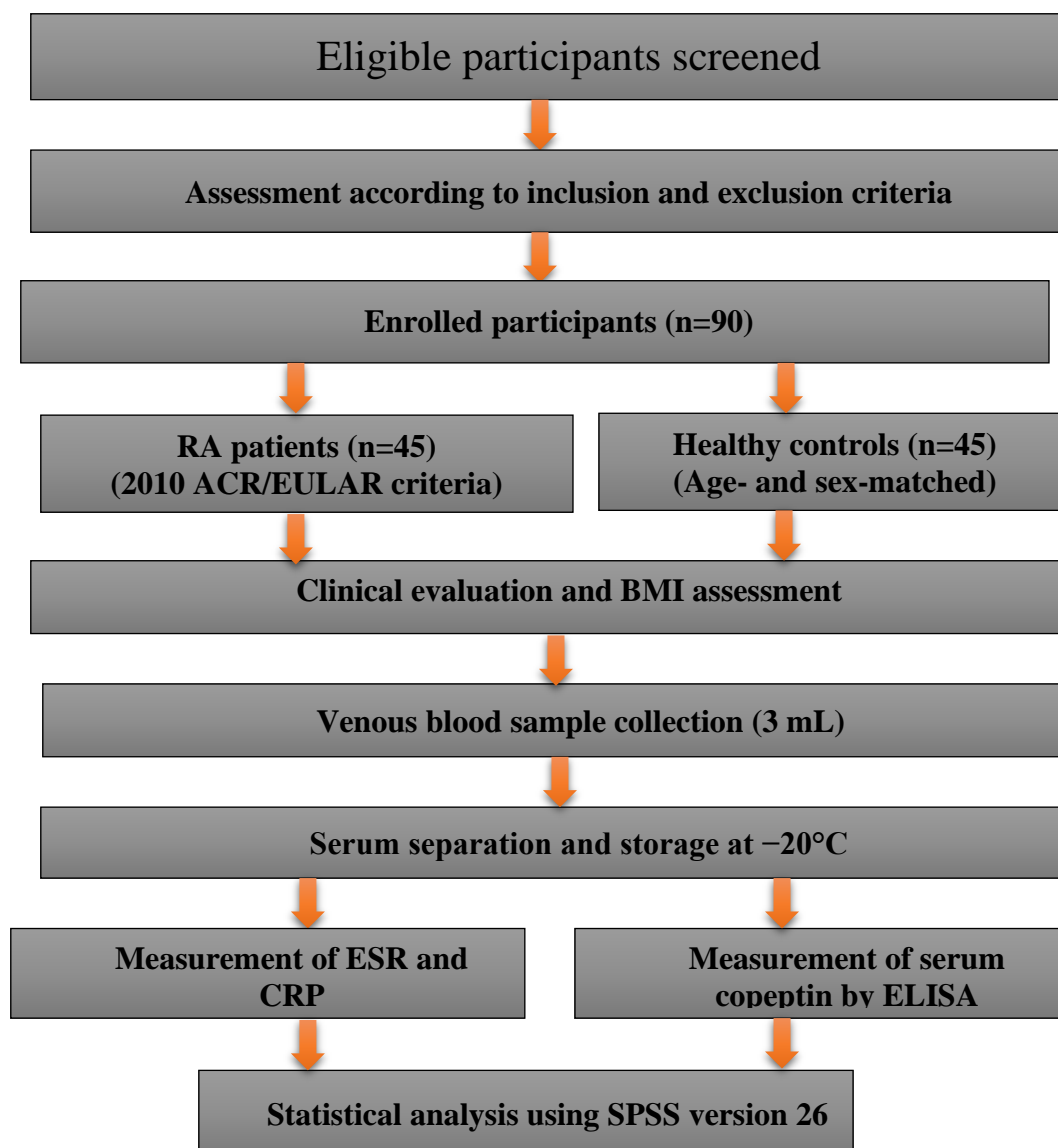 Eligible participants screened
Assessment according to inclusion and exclusion criteria
Enrolled participants (n=90)
RA patients (n=45)
(2010 ACR/EULAR criteria)
Healthy controls (n=45)
(Age- and sex-matched)
Clinical evaluation and BMI assessment
Venous blood sample collection (3 mL)
Serum separation and storage at −20°C
Measurement of ESR and
CRP
Measurement of serum
copeptin by ELISA
Statistical analysis using SPSS version 26